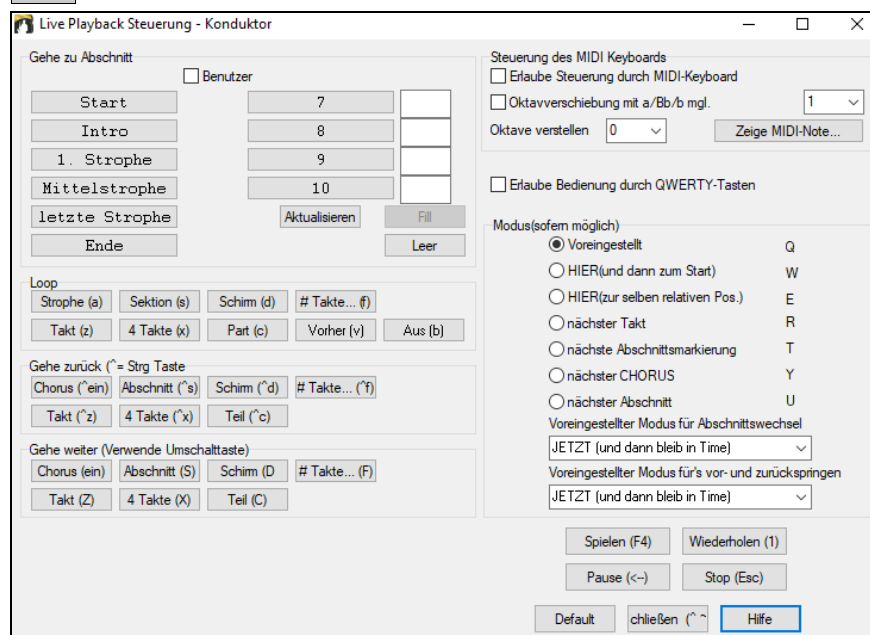 Live Playback Steuerung - Konduktor
Gehe zu Abschnitt
Benutzer
Start 7
Intro 8
1. Strophe 9
Mittelstrophe 10
letzte Strophe Aktualisieren Fill
Ende Leer
Loop
Strophe (a) Sektion (s) Schirm (d) # Takte... (f)
Takt (z) 4 Takte (x) Part (c) Vorher (v) Aus (b)
Gehe zurück (^= Strg Taste
Chorus (^ein) Abschnitt (^s) Schirm (^d) # Takte... (^f)
Takt (^z) 4 Takte (^x) Teil (^c)
Gehe weiter (Verwende Umschalttaste)
Chorus (ein) Abschnitt (S) Schirm (D # Takte... (F)
Takt (Z) 4 Takte (X) Teil (C)
Steuerung des MIDI Keyboards
Erlaube Steuerung durch MIDI-Keyboard
Oktavverschiebung mit a/Bb/b mgl. 1
Oktave verstellen 0 Zeige MIDI-Note...
Erlaube Bedienung durch QWERTY-Tasten
Modus(sofern möglich)
Voreingestellt Q
HIER(und dann zum Start) W
HIER(zur selben relativen Pos.) E
nächster Takt R
nächste Abschnittsmarkierung T
nächster CHORUS Y
nächster Abschnitt U
Voreingestellter Modus für Abschnittswechsel
JETZT (und dann bleib in Time)
Voreingestellter Modus für's vor- und zurückspringen
JETZT (und dann bleib in Time)
Spielen (F4) Wiederholen (1)
Pause (<--) Stop (Esc)
Default chließen (^ ~ Hilfe